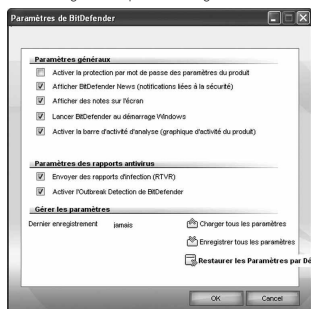 Paramètres de BitDefender
Paramètres généraux
Activer la protection par mot de passe des paramètres du produit
Afficher BitDefender News (notifications liées à la sécurité)
Afficher des notes sur l'écran
Lancer BitDefender au démarrage Windows
Activer la barre d'activité d'analyse (graphique d'activité du produit)
Paramètres des rapports antivirus
Envoyer des rapports d'infection (RTVR)
Activer l'Outbreak Detection de BitDefender
Gérer les paramètres
Dernier enregistrement jamais
Charger tous les paramètres
Enregistrer tous les paramètres
Restaurer les Paramètres par Dé
OK Cancel